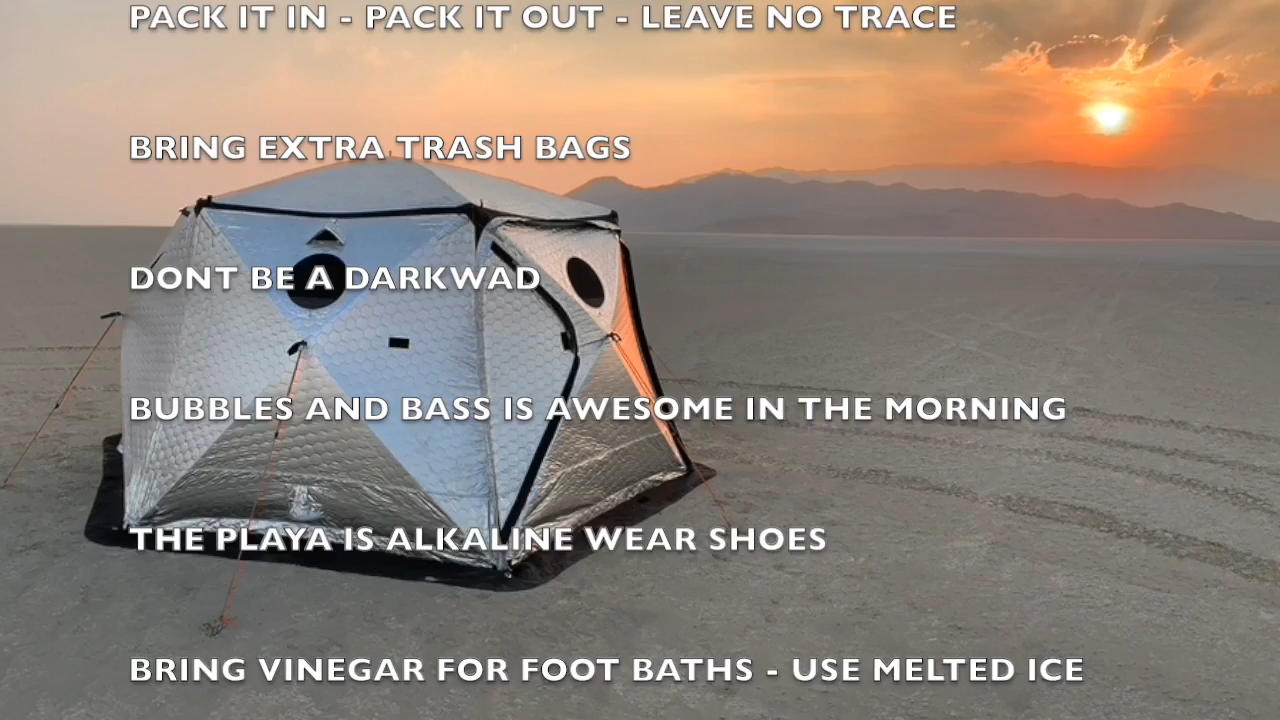 PACK IT IN - PACK IT OUT - LEAVE NO TRACE
BRING EXTRA TRASH BAGS
DONT BE A DARKWAD
BUBBLES AND BASS IS AWESOME IN THE MORNING
THE PLAYA IS ALKALINE WEAR SHOES
BRING VINEGAR FOR FOOT BATHS - USE MELTED ICE